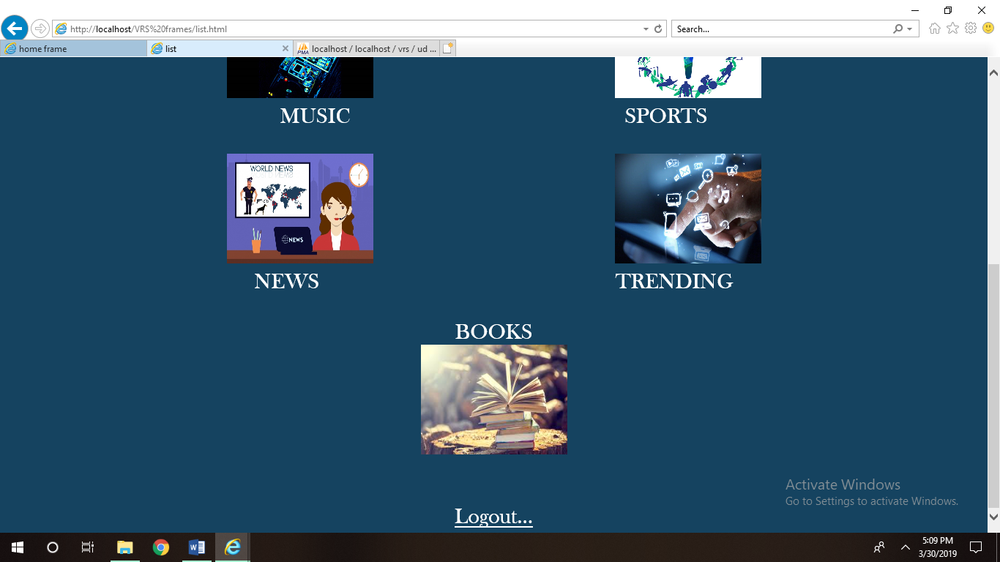 http://localhost/VRS%20frames/list.html
Search...
home frame
list
PMA
localhost / localhost / vrs / ud ...
MUSIC
SPORTS
WORLD NEWS
NEWS
NEWS
TRENDING
BOOKS
Activate Windows
Go to Settings to activate Windows.
Logout...
5:09 PM
3/30/2019